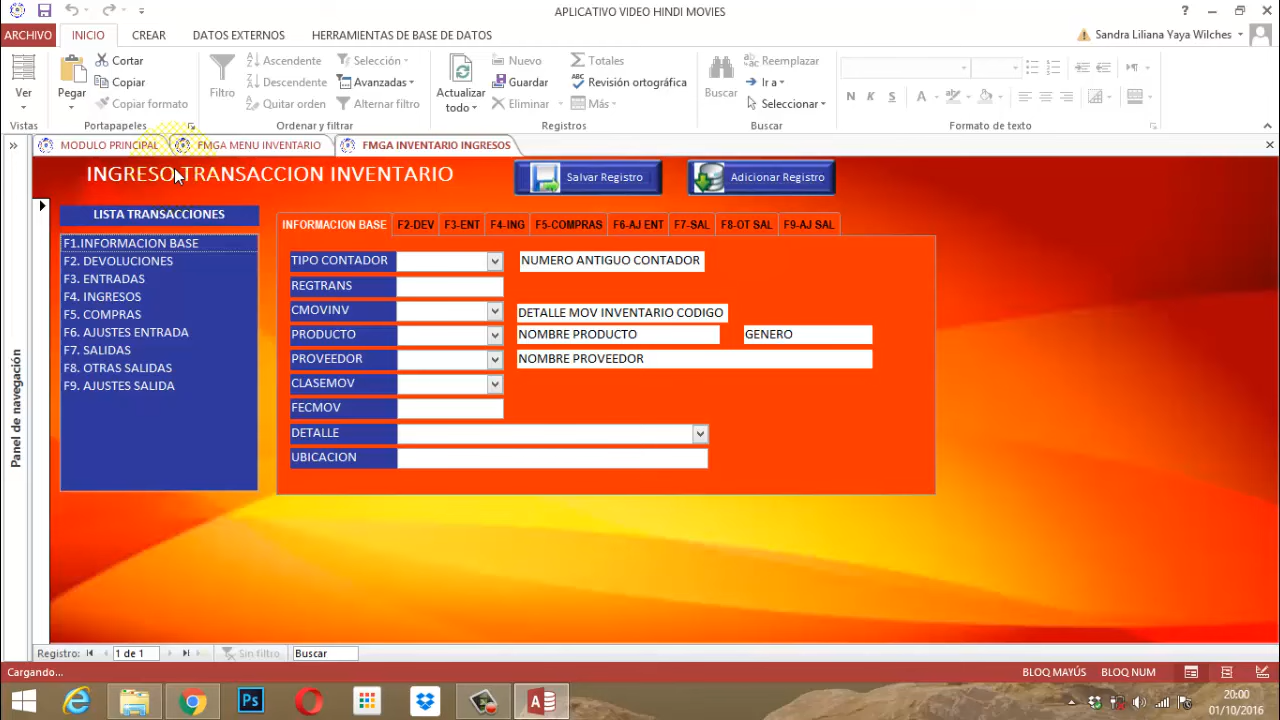 APLICATIVO VIDEO HINDI MOVIES
ARCHIVO INICIO CREAR DATOS EXTERNOS HERRAMIENTAS DE BASE DE DATOS Sandra Liliana Yaya Wilches
Ver
Vistas
Pegar
Cortar
Copiar
Copiar formato
Portapapeles
Filtro
Ascendente
Descendente
Quitar orden
Selección
Avanzadas
Alternar filtro
Ordenar y filtrar
Actualizar todo
Nuevo
Guardar
Eliminar
Totales
Revisión ortográfica
Más
Registros
Buscar
Reemplazar
Ir a
Seleccionar
Buscar
N K S A
Formato de texto
MODULO PRINCIPAL FMGA MENU INVENTARIO FMGA INVENTARIO INGRESOS
INGRESO TRANSACCION INVENTARIO Salvar Registro Adicionar Registro
LISTA TRANSACCIONES
F1.INFORMACION BASE
F2. DEVOLUCIONES
F3. ENTRADAS
F4. INGRESOS
F5. COMPRAS
F6. AJUSTES ENTRADA
F7. SALIDAS
F8. OTRAS SALIDAS
F9. AJUSTES SALIDA
INFORMACION BASE F2-DEV F3-ENT F4-ING F5-COMPRAS F6-AJ ENT F7-SAL F8-OT SAL F9-AJ SAL
TIPO CONTADOR NUMERO ANTIGUO CONTADOR
REGTRANS
CMOVINV DETALLE MOV INVENTARIO CODIGO
PRODUCTO NOMBRE PRODUCTO GENERO
PROVEEDOR NOMBRE PROVEEDOR
CLASEMOV
FECMOV
DETALLE
UBICACION
Panel de navegación
Registro: 1 de 1 Sin filtro Buscar
Cargando... BLOQ MAYÚS BLOQ NUM
Ps
20:00
01/10/2016